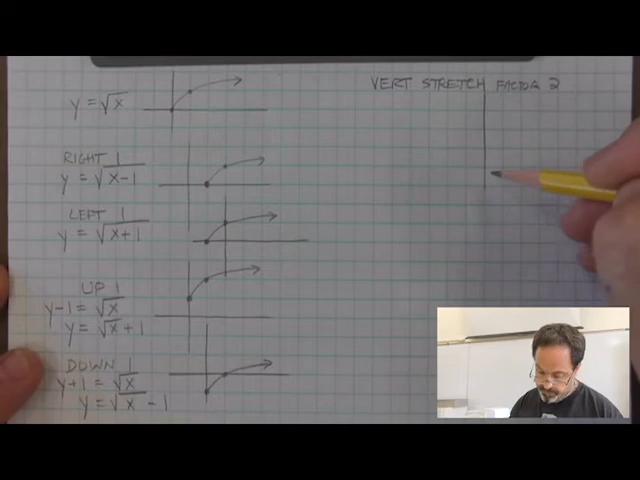 VERT STRETCH FACTOR 2
y = √x
RIGHT 1
y = √x-1
LEFT 1
y = √x+1
UP 1
y-1 = √x
y = √x + 1
DOWN 1
y+1 = √x
y = √x - 1